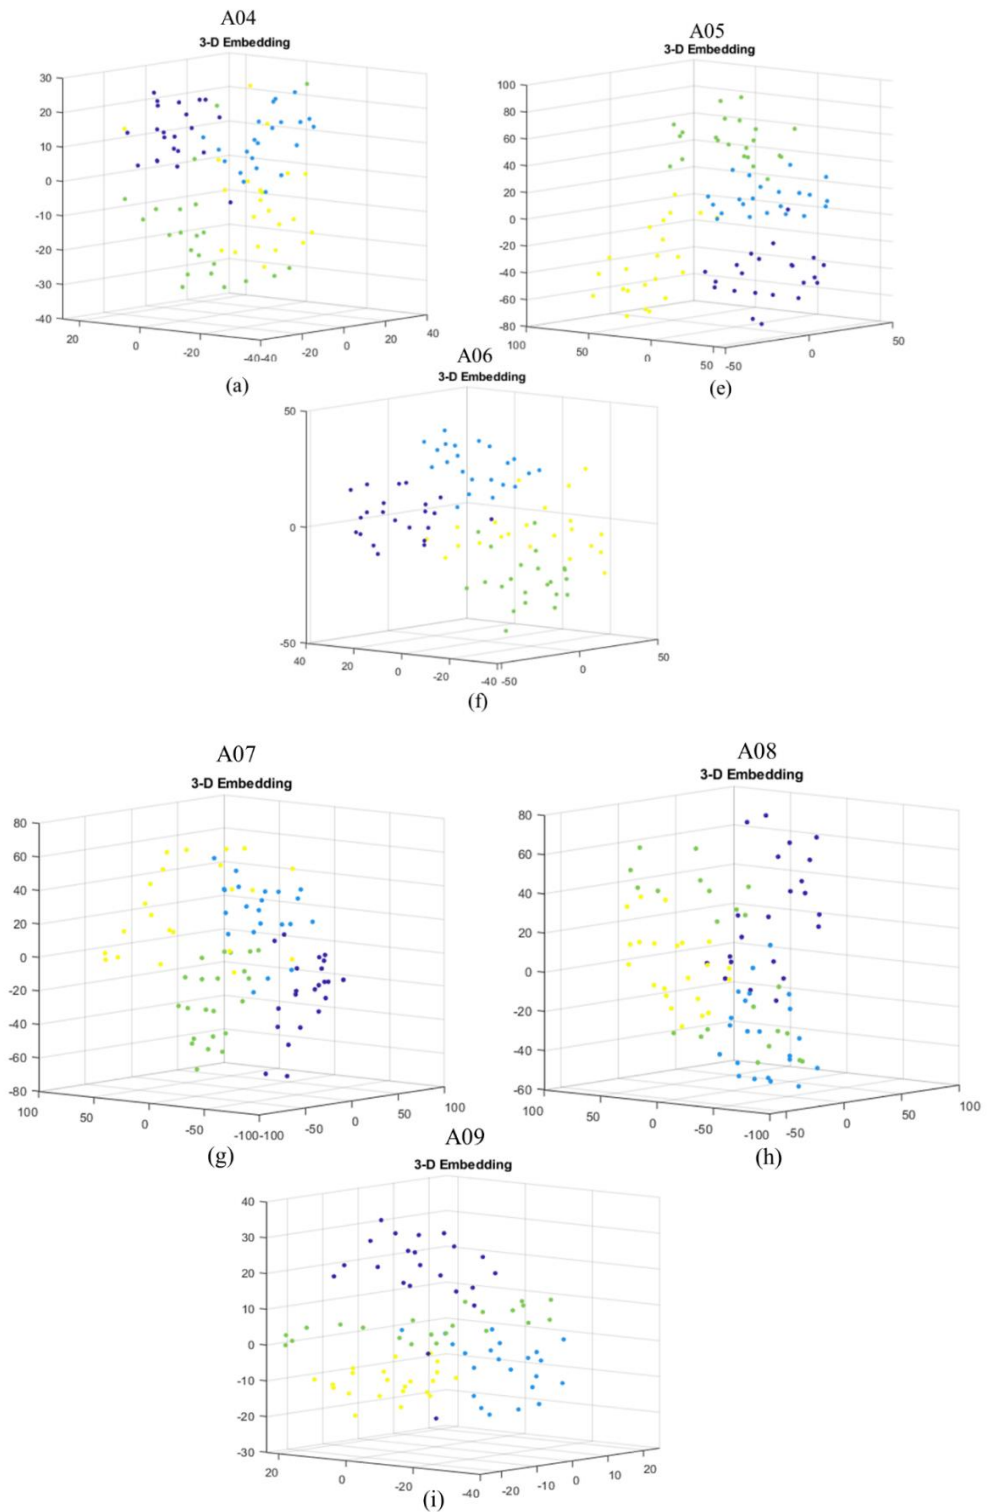 A04
3-D Embedding
30
20
10
0
-10
-20
-30
-40
20 0 -20 -40-40 -20 0 20 40
(a)
A05
3-D Embedding
100
80
60
40
20
0
-20
-40
-60
-80
100 50 0 50 -50 0 50
(e)
A06
3-D Embedding
50
0
-50
40 20 0 -20 -40 -50 0 50
(f)
A07
3-D Embedding
80
60
40
20
0
-20
-40
-60
-80
100 50 0 -50 -100-100 -50 0 50 100
(g)
A08
3-D Embedding
80
60
40
20
0
-20
-40
-60
100 50 0 -50 -100 -50 0 50 100
(h)
A09
3-D Embedding
40
30
20
10
0
-10
-20
-30
20 0 -20 -40 -20 -10 0 10 20
(i)